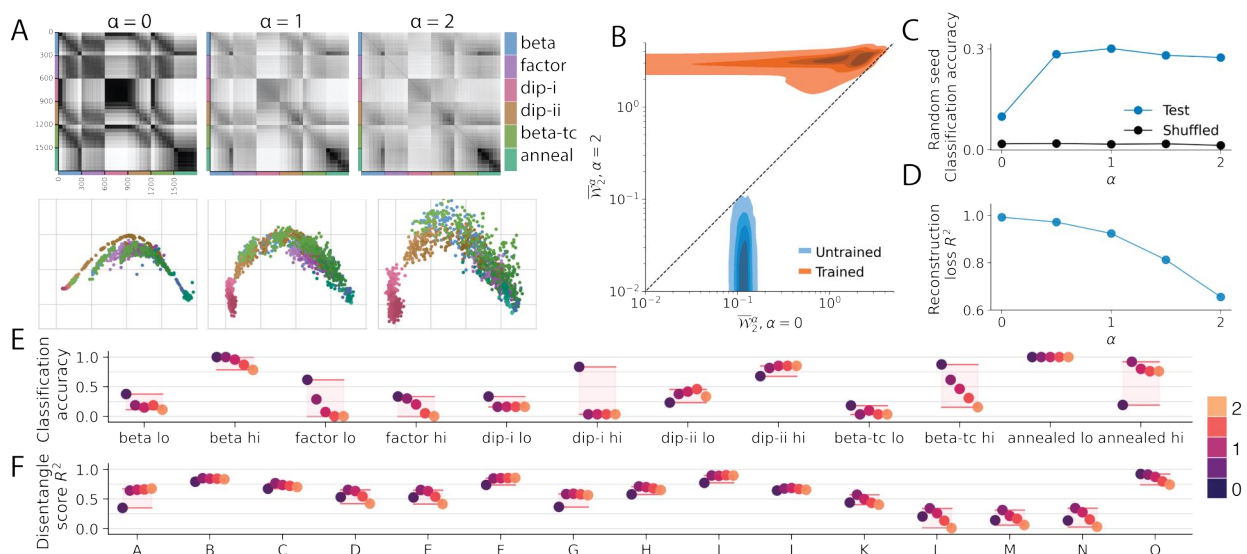 A
α = 0
α = 1
α = 2
0
300
600
900
1200
1500
0
300
600
900
1200
1500
beta
factor
dip-i
dip-ii
beta-tc
anneal
B
10⁰
10⁻¹
10⁻²
10⁻²
10⁻¹
10⁰
W̅₂ᵅ, α = 2
W̅₂ᵅ, α = 0
Untrained
Trained
C
Random seed
Classification accuracy
0.3
0.0
Test
Shuffled
0
1
2
α
D
Reconstruction
loss R²
1.0
0.8
0.6
0
1
2
α
E
Classification
accuracy
1.0
0.5
0.0
beta lo
beta hi
factor lo
factor hi
dip-i lo
dip-i hi
dip-ii lo
dip-ii hi
beta-tc lo
beta-tc hi
annealed lo
annealed hi
F
Disentangle
score R²
1.0
0.5
0.0
A
B
C
D
G
H
K
M
N
2
1
0